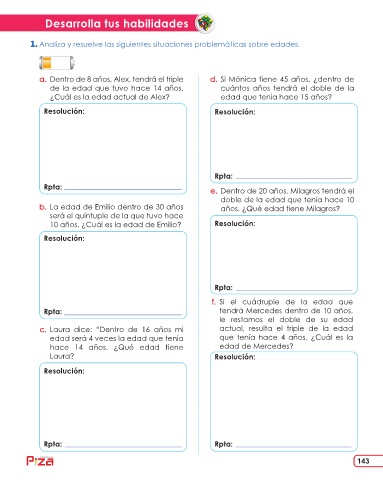 Desarrolla tus habilidades
1. Analiza y resuelve las siguientes situaciones problemáticas sobre edades.
a. Dentro de 8 años, Alex, tendrá el triple
de la edad que tuvo hace 14 años.
¿Cuál es la edad actual de Alex?
Resolución:
Rpta:
b. La edad de Emilio dentro de 30 años
será el quíntuple de la que tuvo hace
10 años. ¿Cuál es la edad de Emilio?
Resolución:
Rpta:
c. Laura dice: “Dentro de 16 años mi
edad será 4 veces la edad que tenía
hace 14 años. ¿Qué edad tiene
Laura?
Resolución:
Rpta:
d. Si Mónica tiene 45 años, ¿dentro de
cuántos años tendrá el doble de la
edad que tenía hace 15 años?
Resolución:
Rpta:
e. Dentro de 20 años, Milagros tendrá el
doble de la edad que tenía hace 10
años. ¿Qué edad tiene Milagros?
Resolución:
Rpta:
f. Si el cuádruple de la edad que
tendrá Mercedes dentro de 10 años,
le restamos el doble de su edad
actual, resulta el triple de la edad
que tenía hace 4 años. ¿Cuál es la
edad de Mercedes?
Resolución:
Rpta:
143